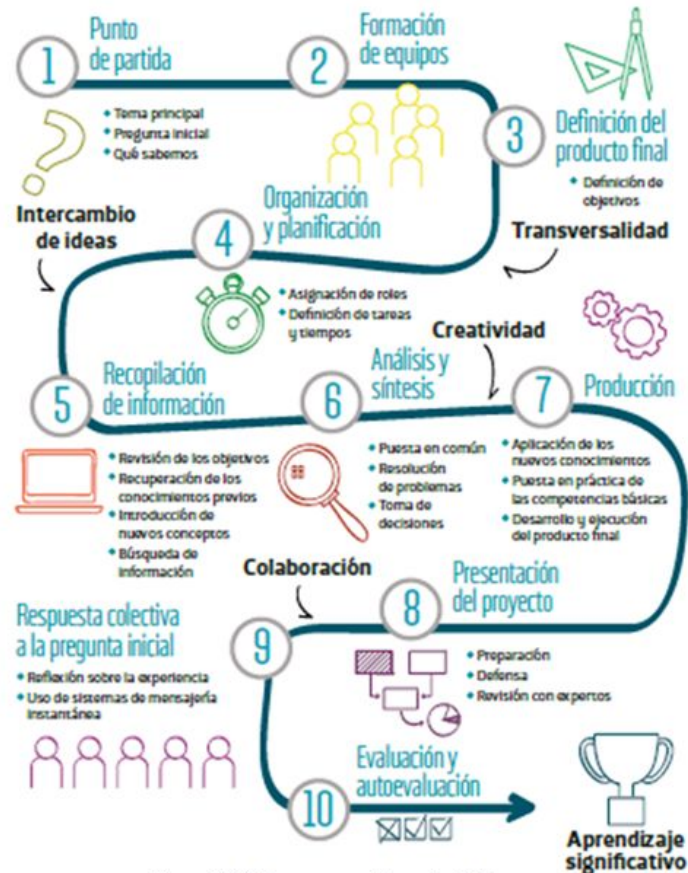 1
Punto
de partida
Tema principal
Pregunta inicial
Qué sabemos
2
Formación
de equipos
3
Definición del
producto final
Definición de
objetivos
Transversalidad
4
Organización
y planificación
Asignación de roles
Definición de tareas
y tiempos
Intercambio
de ideas
5
Recopilación
de información
Revisión de los objetivos
Recuperación de los
conocimientos previos
Introducción de
nuevos conceptos
Búsqueda de
información
6
Análisis y
síntesis
Puesta en común
Resolución
de problemas
Toma de
decisiones
Creatividad
7
Producción
Aplicación de los
nuevos conocimientos
Puesta en práctica de
las competencias básicas
Desarrollo y ejecución
del producto final
8
Presentación
del proyecto
Preparación
Defensa
Revisión con expertos
Colaboración
9
Respuesta colectiva
a la pregunta inicial
Reflexión sobre la experiencia
Uso de sistemas de mensajería
instantánea
10
Evaluación y
autoevaluación
Aprendizaje
significativo